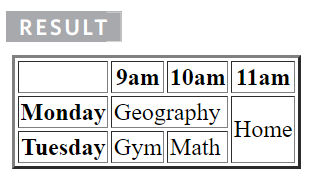 RESULT
9am 10am 11am
Monday Geography Home
Tuesday Gym Math